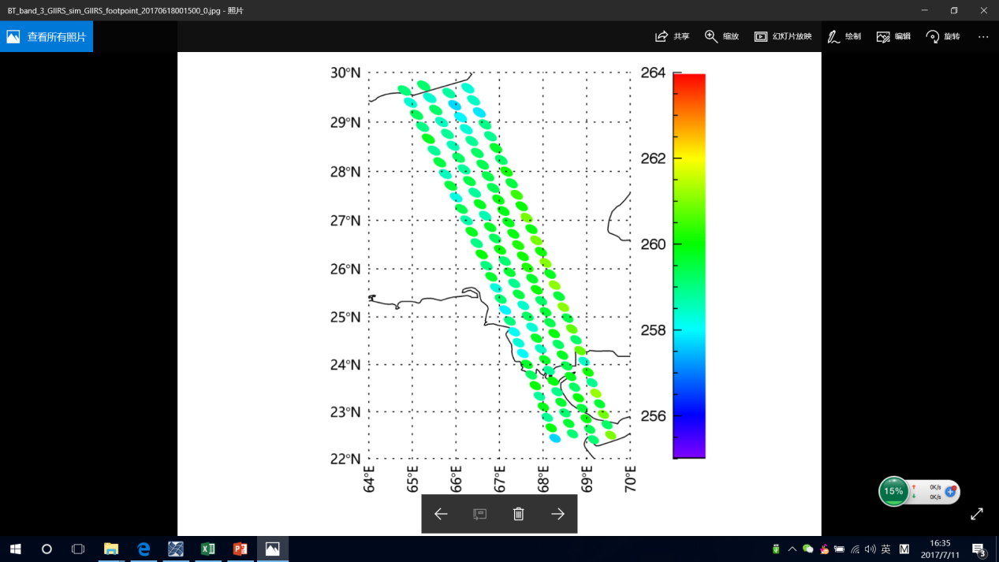 BT_band_3_GIIRS_sim_GIIRS_footpoint_20170618001500_0.jpg - 照片
查看所有照片
共享
缩放
幻灯片放映
绘制
编辑
旋转
30°N
29°N
28°N
27°N
26°N
25°N
24°N
23°N
22°N
64°E
65°E
66°E
67°E
68°E
69°E
70°E
264
262
260
258
256
15%
0K/s
0K/s
英
M
16:35
2017/7/11
3